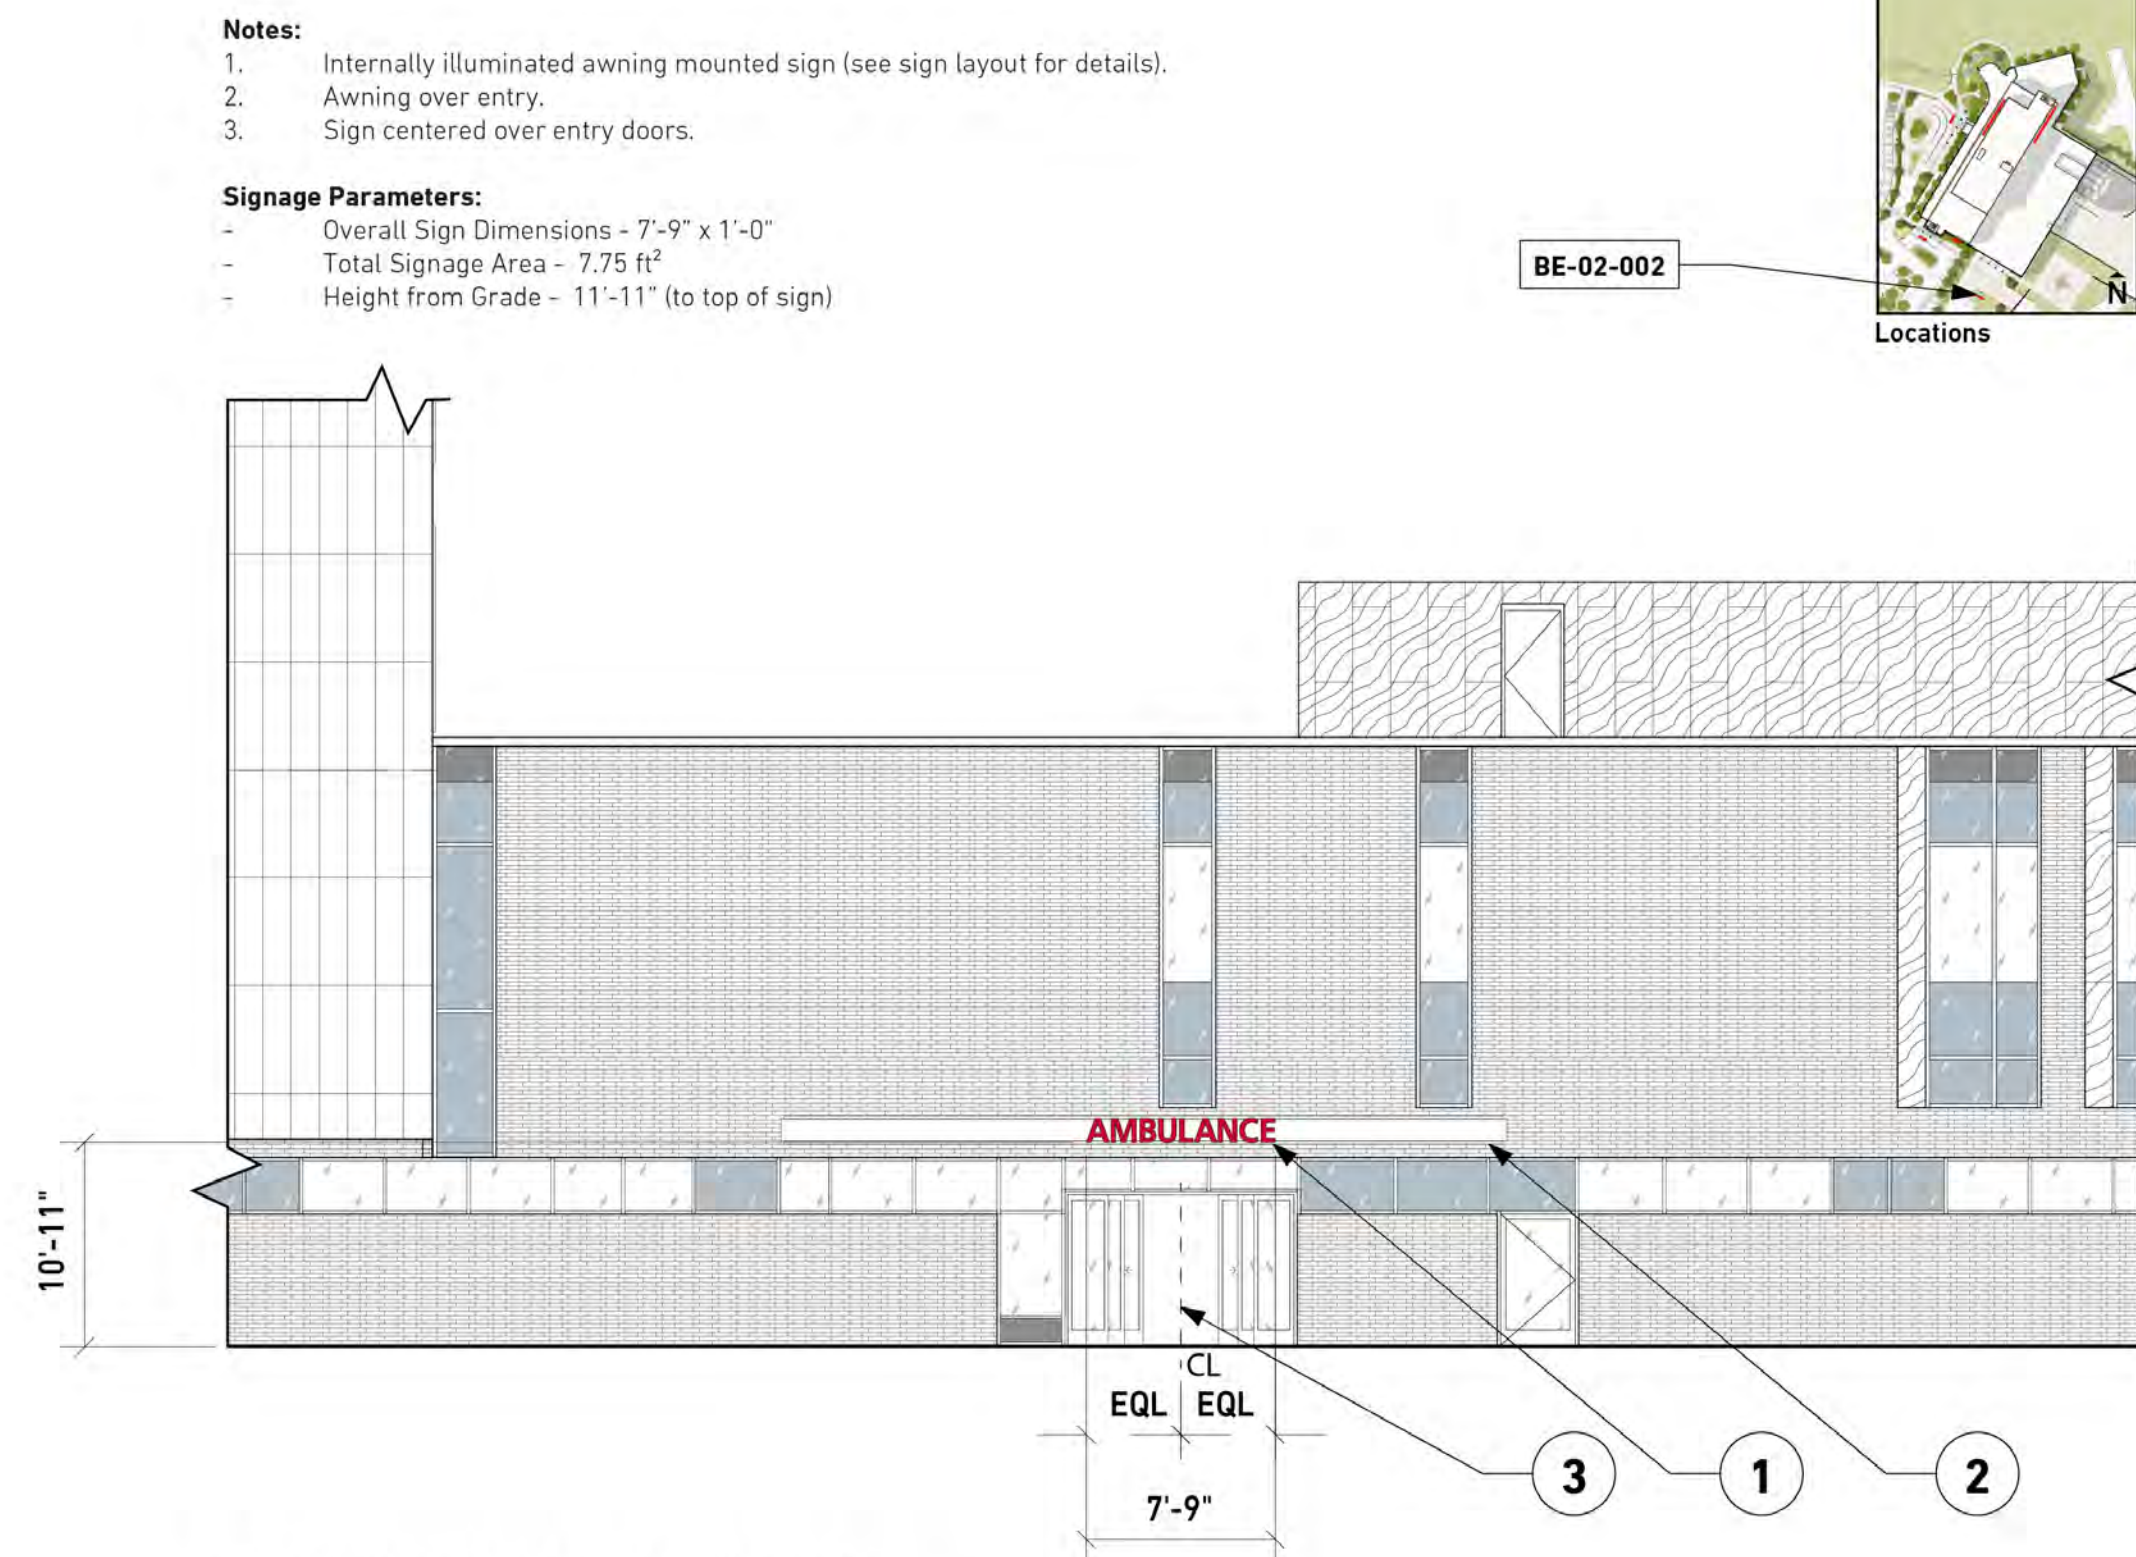 Notes:
1. Internally illuminated awning mounted sign (see sign layout for details).
2. Awning over entry.
3. Sign centered over entry doors.
Signage Parameters:
- Overall Sign Dimensions - 7'-9" x 1'-0"
- Total Signage Area - 7.75 ft²
- Height from Grade - 11'-11" (to top of sign)
BE-02-002
N
Locations
AMBULANCE
10'-11"
CL
EQL EQL
7'-9"
3 1 2